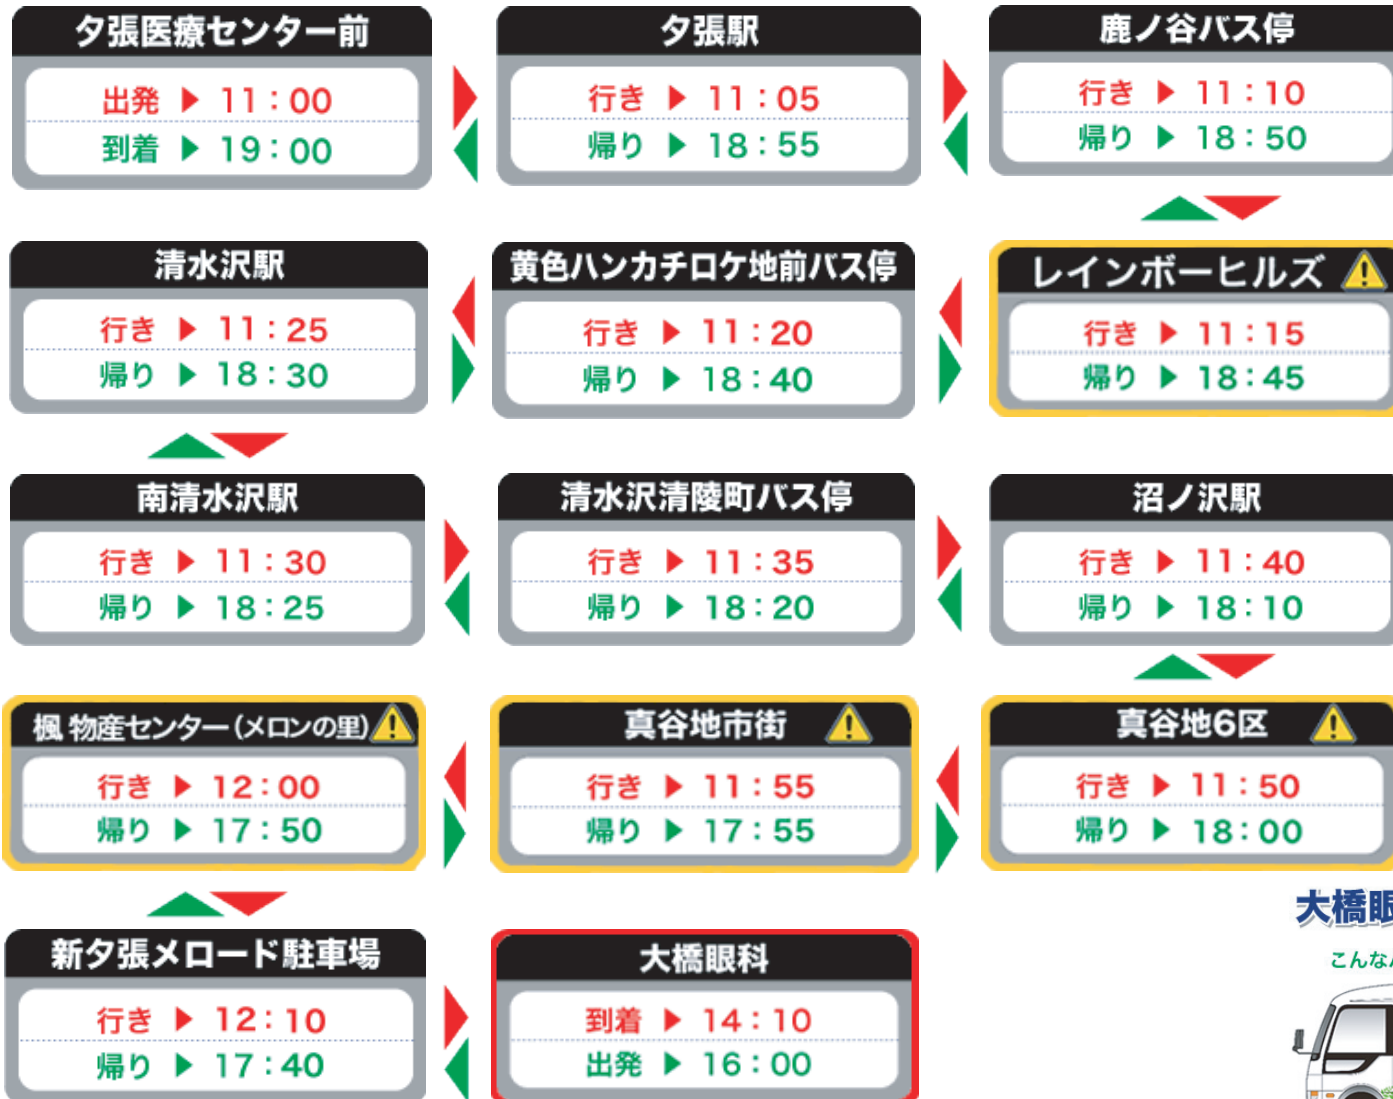 夕張医療センター前
出発 ▶ 11：00
到着 ▶ 19：00
夕張駅
行き ▶ 11：05
帰り ▶ 18：55
鹿ノ谷バス停
行き ▶ 11：10
帰り ▶ 18：50
レインボーヒルズ
行き ▶ 11：15
帰り ▶ 18：45
黄色ハンカチロケ地前バス停
行き ▶ 11：20
帰り ▶ 18：40
清水沢駅
行き ▶ 11：25
帰り ▶ 18：30
南清水沢駅
行き ▶ 11：30
帰り ▶ 18：25
清水沢清陵町バス停
行き ▶ 11：35
帰り ▶ 18：20
沼ノ沢駅
行き ▶ 11：40
帰り ▶ 18：10
真谷地6区
行き ▶ 11：50
帰り ▶ 18：00
真谷地市街
行き ▶ 11：55
帰り ▶ 17：55
楓 物産センター（メロンの里）
行き ▶ 12：00
帰り ▶ 17：50
新夕張メロード駐車場
行き ▶ 12：10
帰り ▶ 17：40
大橋眼科
到着 ▶ 14：10
出発 ▶ 16：00
大橋眼
こんな